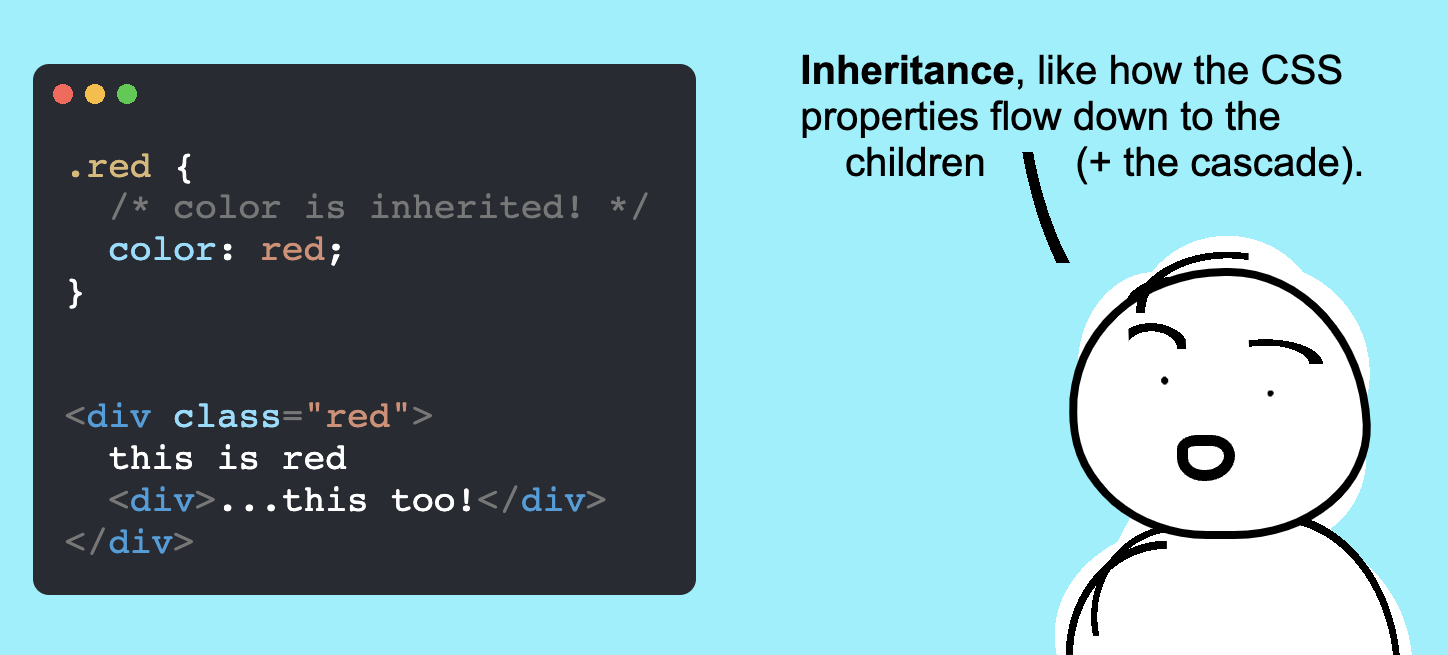 .red {
/* color is inherited! */
color: red;
}
<div class="red">
this is red
<div>...this too!</div>
</div>
Inheritance, like how the CSS
properties flow down to the
children (+ the cascade).